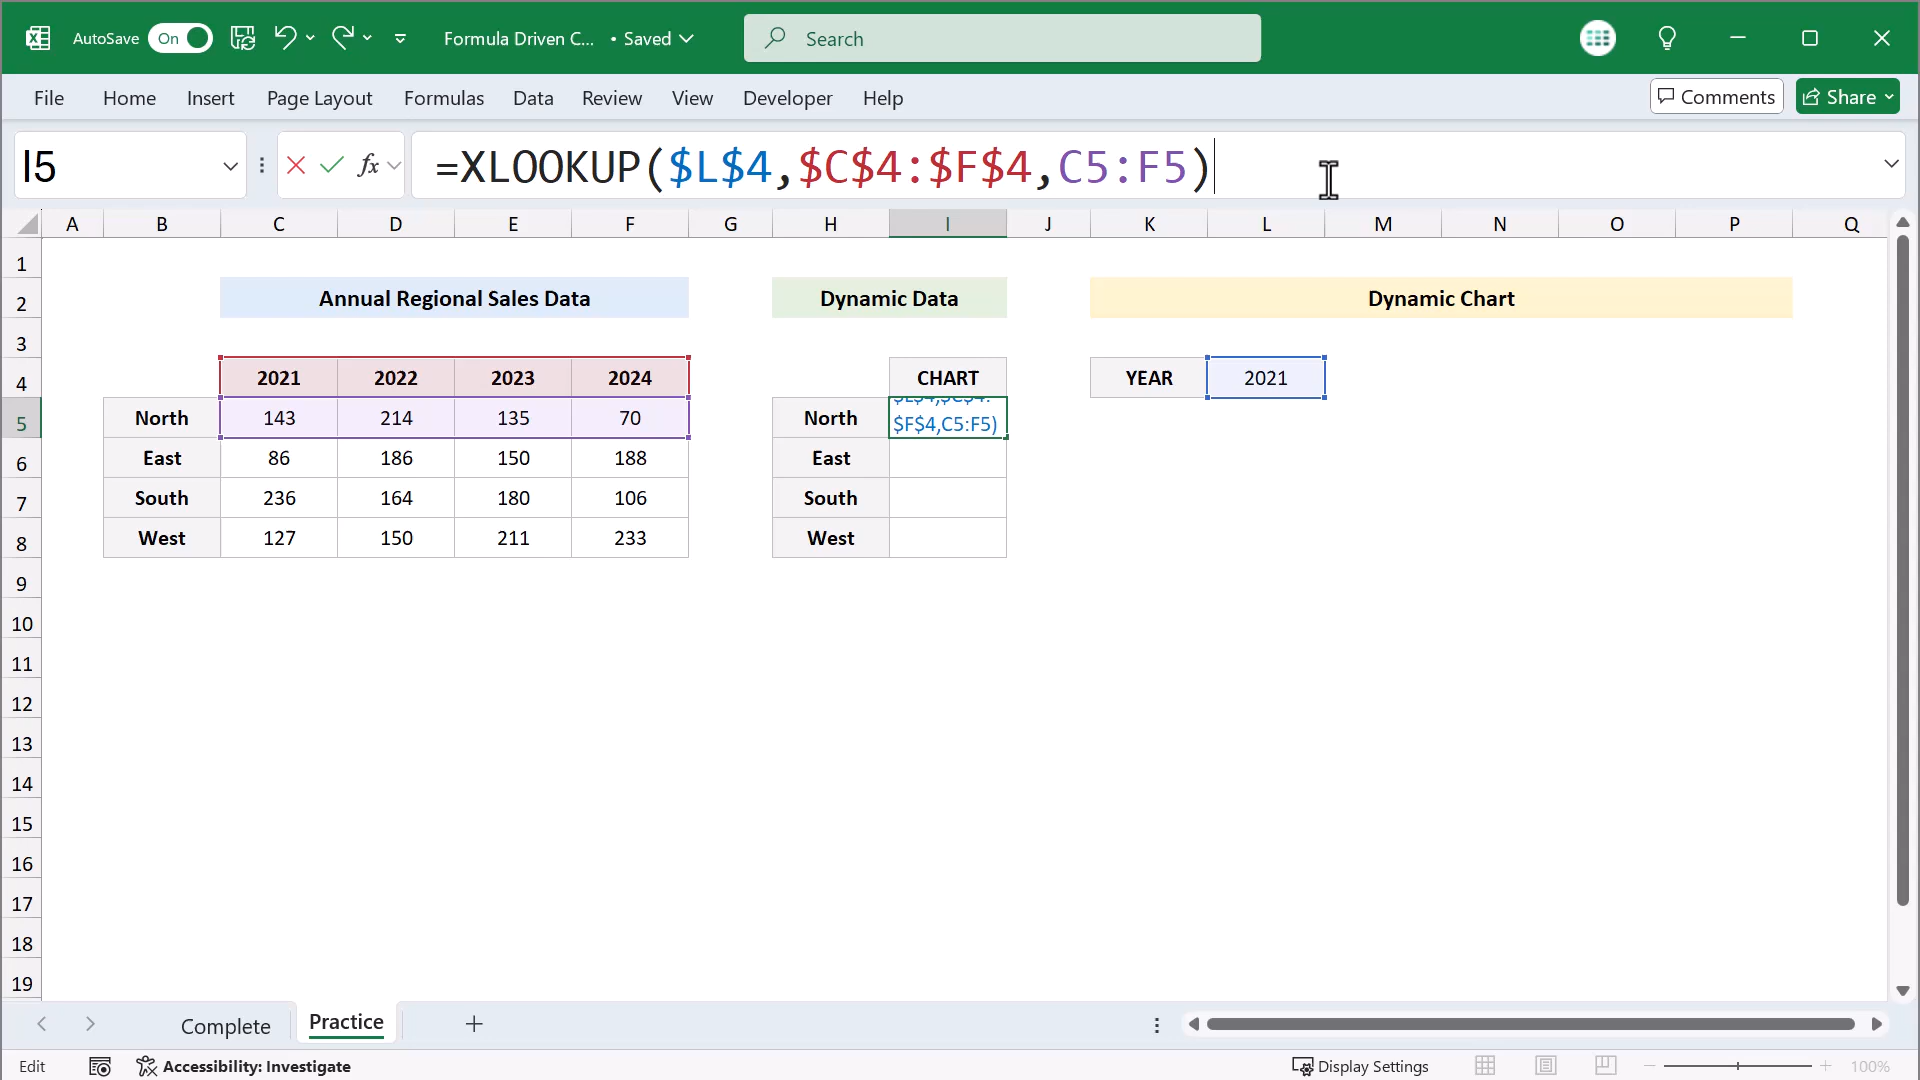 AutoSave On Formula Driven C... • Saved Search
File Home Insert Page Layout Formulas Data Review View Developer Help Comments Share
I5 fx =XLOOKUP($L$4,$C$4:$F$4,C5:F5)
A B C D E F G H I J K L M N O P Q
1
2 Annual Regional Sales Data Dynamic Data Dynamic Chart
3
4 2021 2022 2023 2024 CHART YEAR 2021
$L$4,$C$4:
5 North 143 214 135 70 North $F$4,C5:F5)
6 East 86 186 150 188 East
7 South 236 164 180 106 South
8 West 127 150 211 233 West
9
10
11
12
13
14
15
16
17
18
19
Complete Practice
Edit Accessibility: Investigate Display Settings 100%